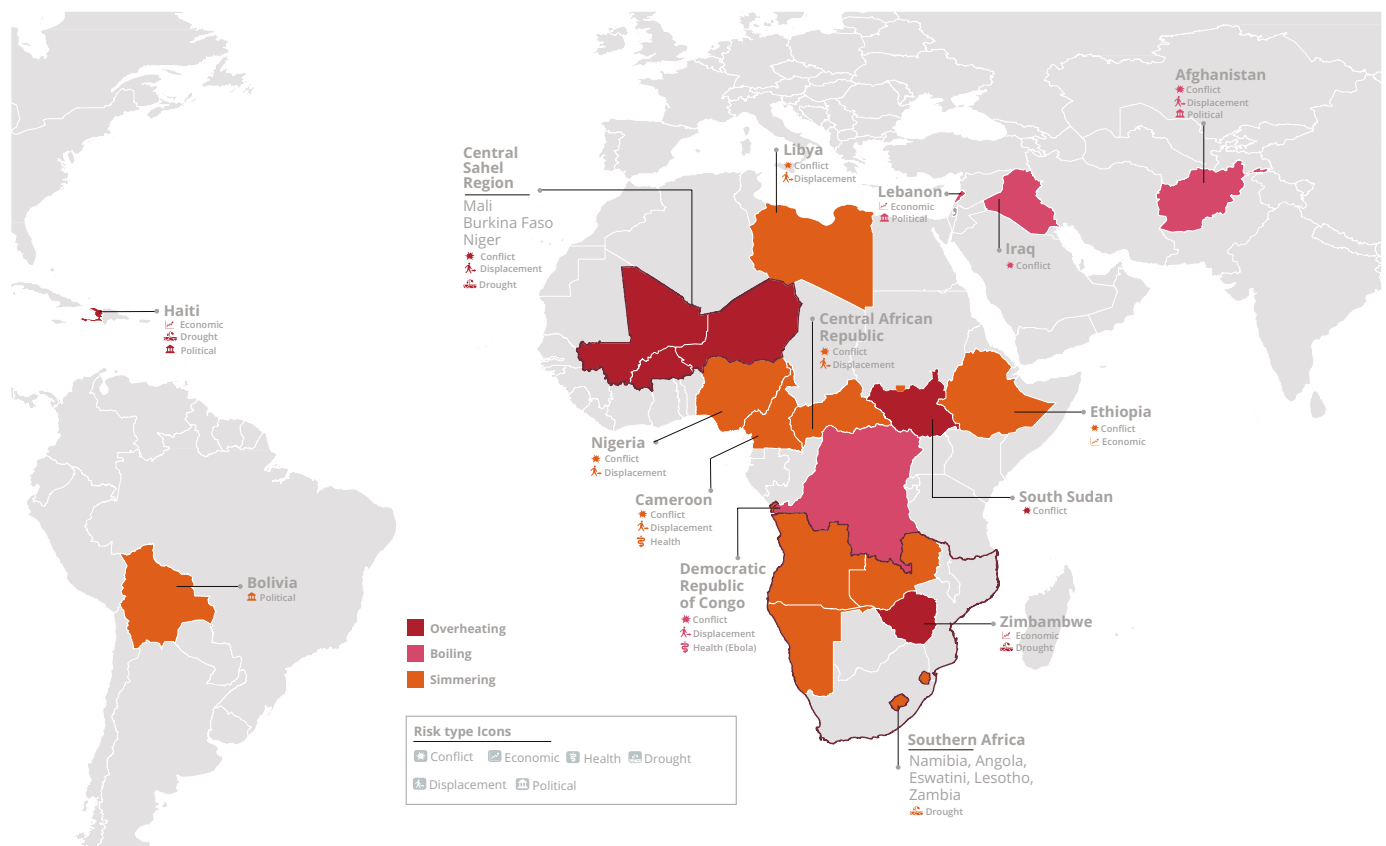 Afghanistan
Conflict
Displacement
Political
Central
Sahel
Region
Mali
Burkina Faso
Niger
Conflict
Displacement
Drought
Libya
Conflict
Displacement
Lebanon
Economic
Political
Iraq
Conflict
Haiti
Economic
Drought
Political
Central African
Republic
Conflict
Displacement
Ethiopia
Conflict
Economic
Nigeria
Conflict
Displacement
Cameroon
Conflict
Displacement
Health
South Sudan
Conflict
Democratic
Republic
of Congo
Conflict
Displacement
Health (Ebola)
Bolivia
Political
Zimbambwe
Economic
Drought
Overheating
Boiling
Simmering
Risk type Icons
Conflict Economic Health Drought
Displacement Political
Southern Africa
Namibia, Angola,
Eswatini, Lesotho,
Zambia
Drought